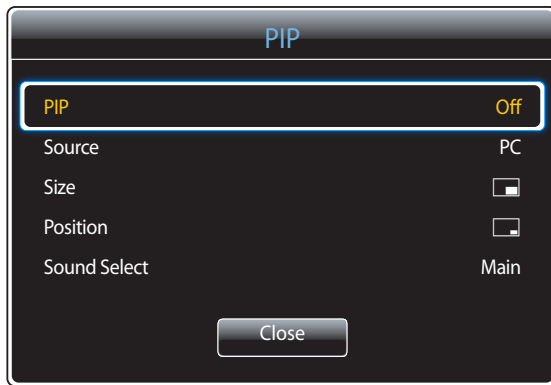 PIP
PIP Off
Source PC
Size
Position
Sound Select Main
Close